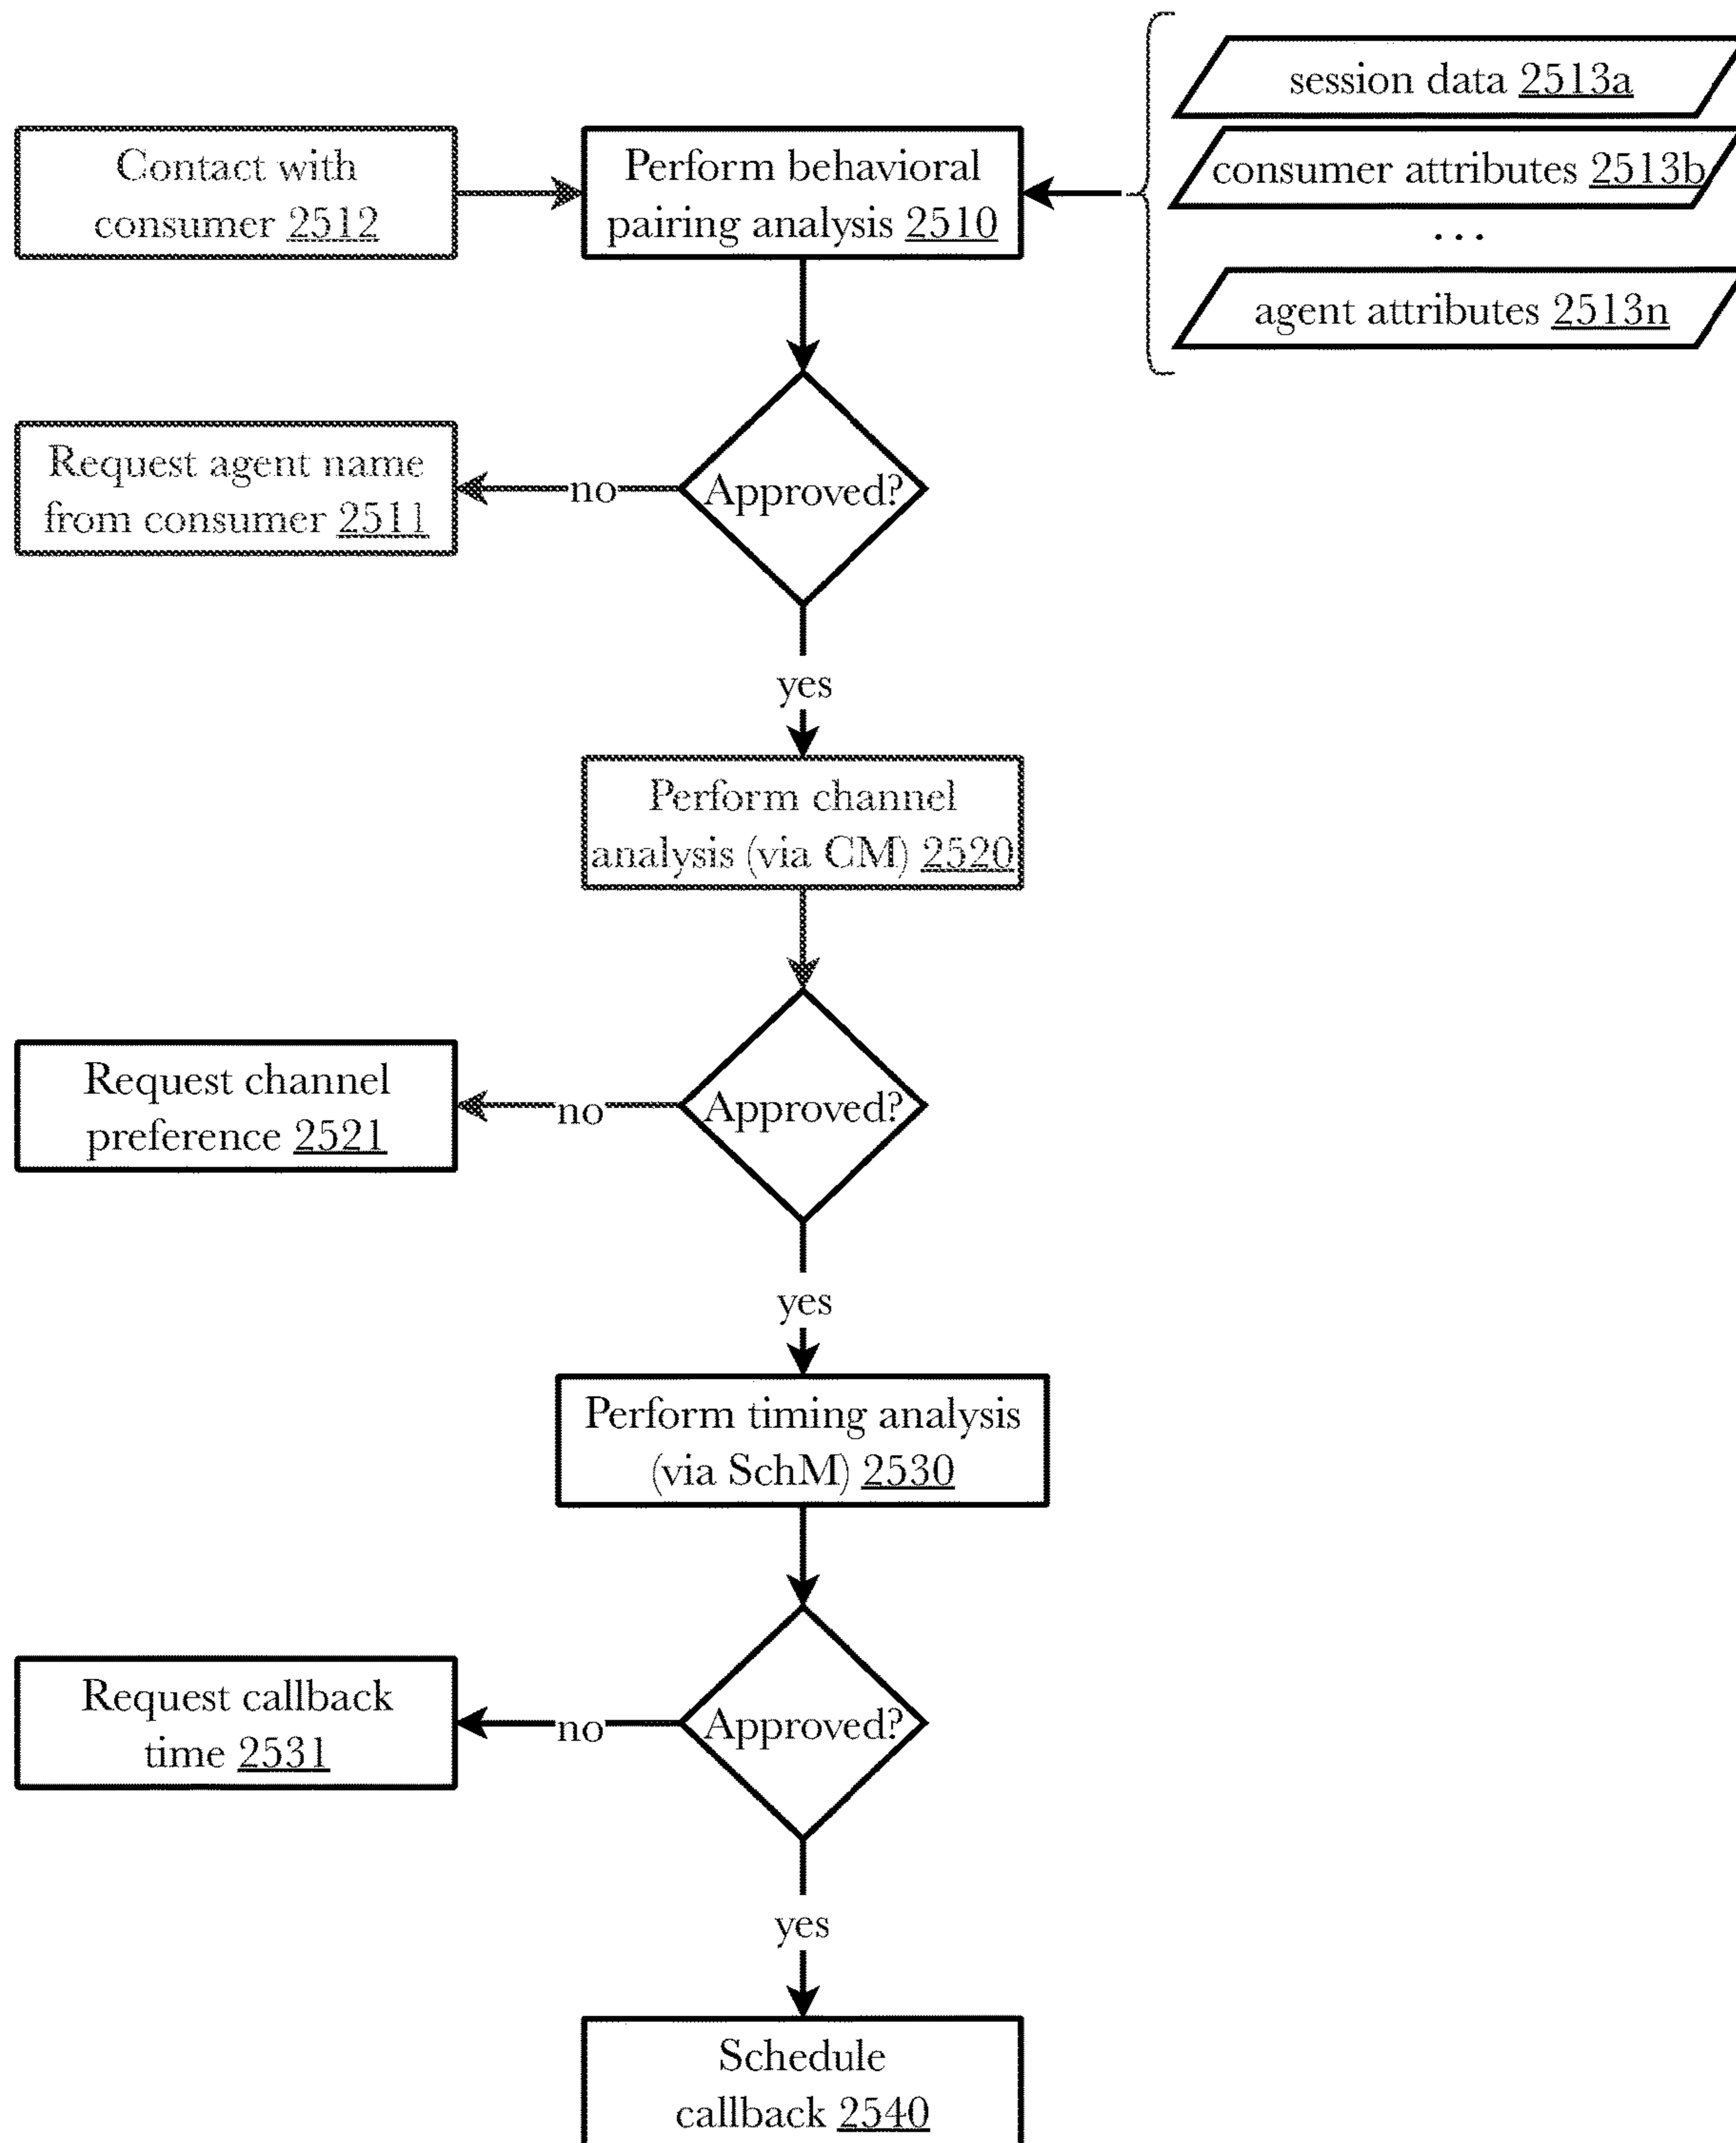 session data 2513a
Contact with
consumer 2512
Perform behavioral
pairing analysis 2510
consumer attributes 2513b
...
agent attributes 2513n
Request agent name
from consumer 2511
no
Approved?
yes
Perform channel
analysis (via CM) 2520
Request channel
preference 2521
no
Approved?
yes
Perform timing analysis
(via SchM) 2530
Request callback
time 2531
no
Approved?
yes
Schedule
callback 2540